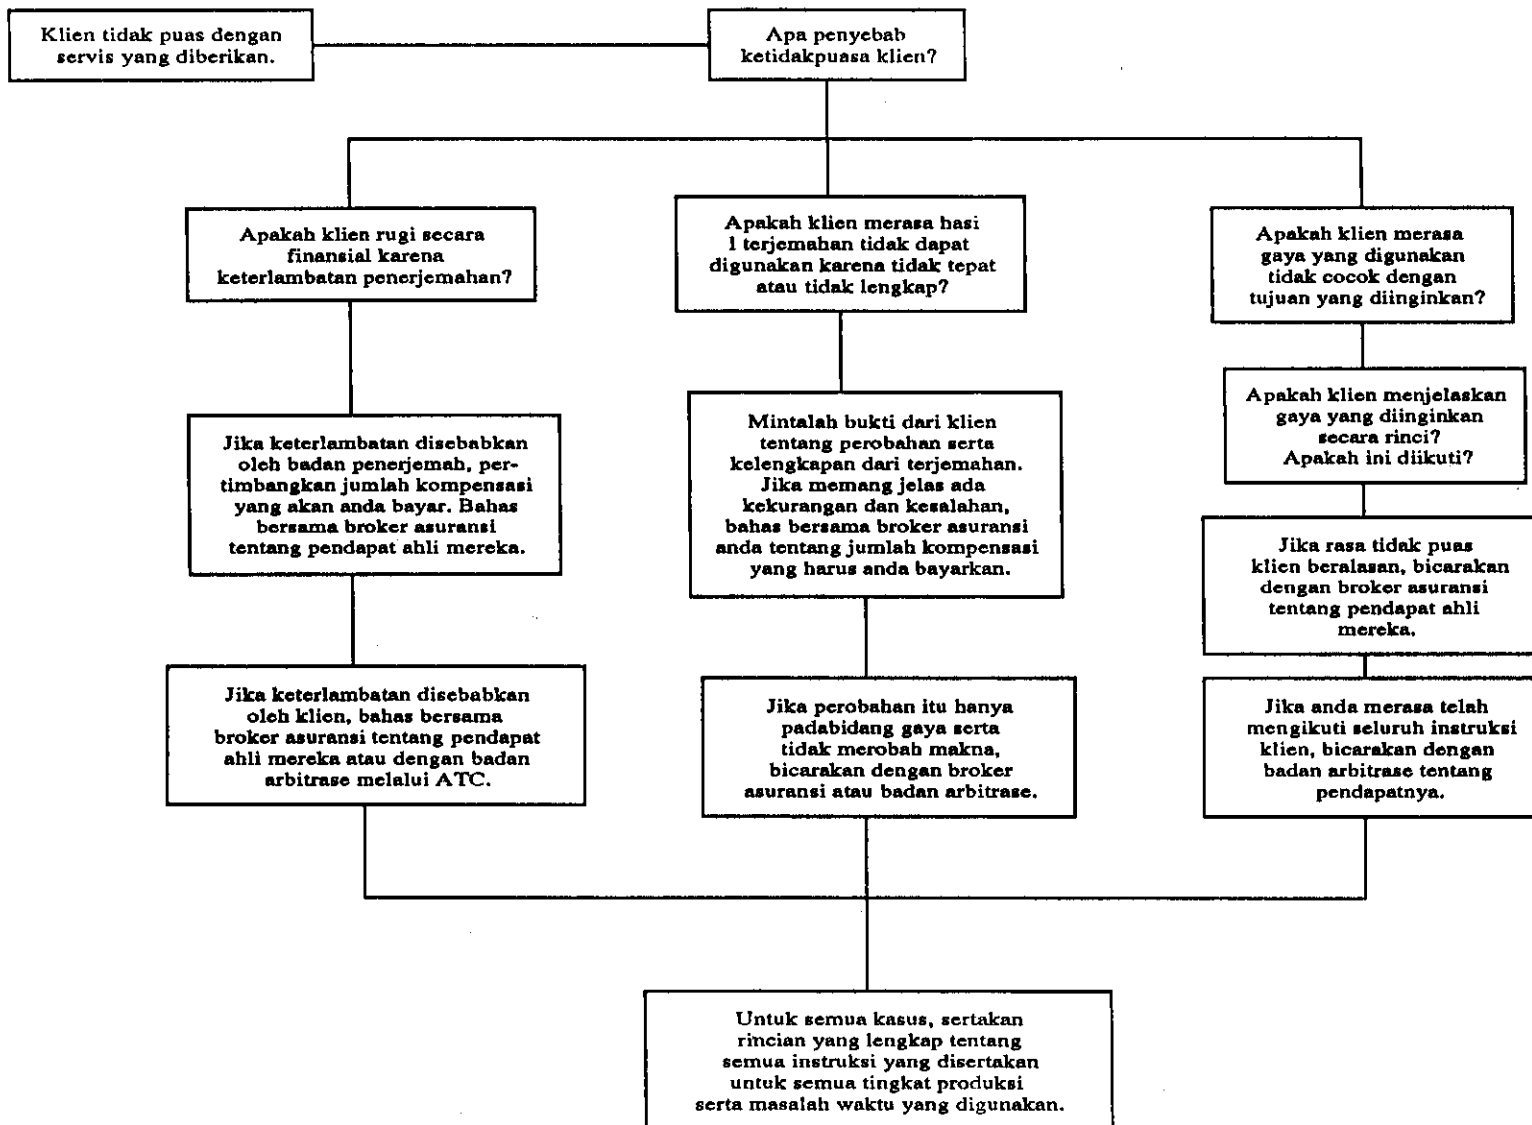 Klien tidak puas dengan
servis yang diberikan.
Apa penyebab
ketidakpuasa klien?
Apakah klien rugi secara
finansial karena
keterlambatan penerjemahan?
Apakah klien merasa hasi
l terjemahan tidak dapat
digunakan karena tidak tepat
atau tidak lengkap?
Apakah klien merasa
gaya yang digunakan
tidak cocok dengan
tujuan yang diinginkan?
Apakah klien menjelaskan
gaya yang diinginkan
secara rinci?
Apakah ini diikuti?
Jika keterlambatan disebabkan
oleh badan penerjemah, per-
timbangkan jumlah kompensasi
yang akan anda bayar. Bahas
bersama broker asuransi
tentang pendapat ahli mereka.
Mintalah bukti dari klien
tentang perobahan serta
kelengkapan dari terjemahan.
Jika memang jelas ada
kekurangan dan kesalahan,
bahas bersama broker asuransi
anda tentang jumlah kompensasi
yang harus anda bayarkan.
Jika rasa tidak puas
klien beralasan, bicarakan
dengan broker asuransi
tentang pendapat ahli
mereka.
Jika keterlambatan disebabkan
oleh klien, bahas bersama
broker asuransi tentang pendapat
ahli mereka atau dengan badan
arbitrase melalui ATC.
Jika perobahan itu hanya
padabidang gaya serta
tidak merobah makna,
bicarakan dengan broker
asuransi atau badan arbitrase.
Jika anda merasa telah
mengikuti seluruh instruksi
klien, bicarakan dengan
badan arbitrase tentang
pendapatnya.
Untuk semua kasus, sertakan
rincian yang lengkap tentang
semua instruksi yang disertakan
untuk semua tingkat produksi
serta masalah waktu yang digunakan.